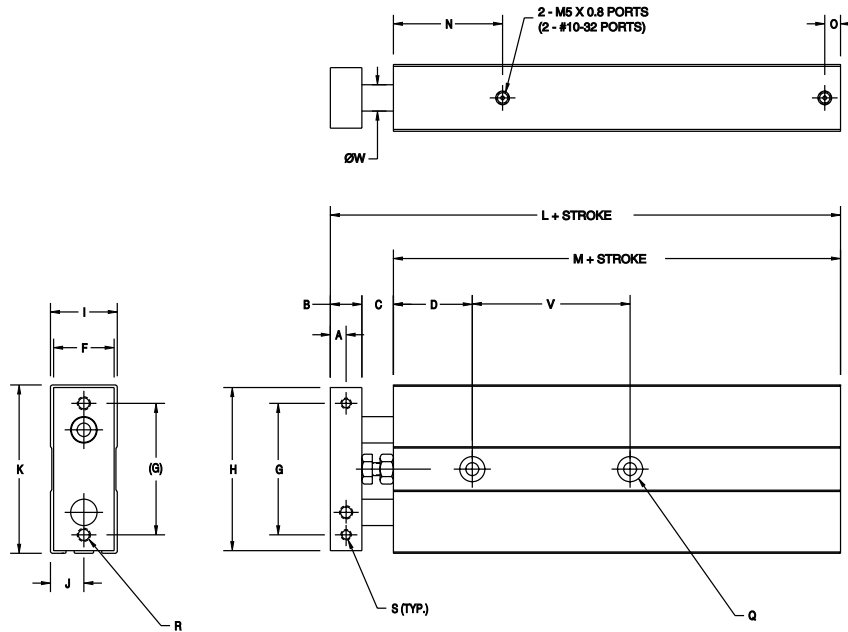 2 - M5 X 0.8 PORTS
(2 - #10-32 PORTS)
N
O
ØW
L + STROKE
M + STROKE
B
C
D
V
A
I
F
K
(G)
H
G
J
R
S (TYP.)
Q